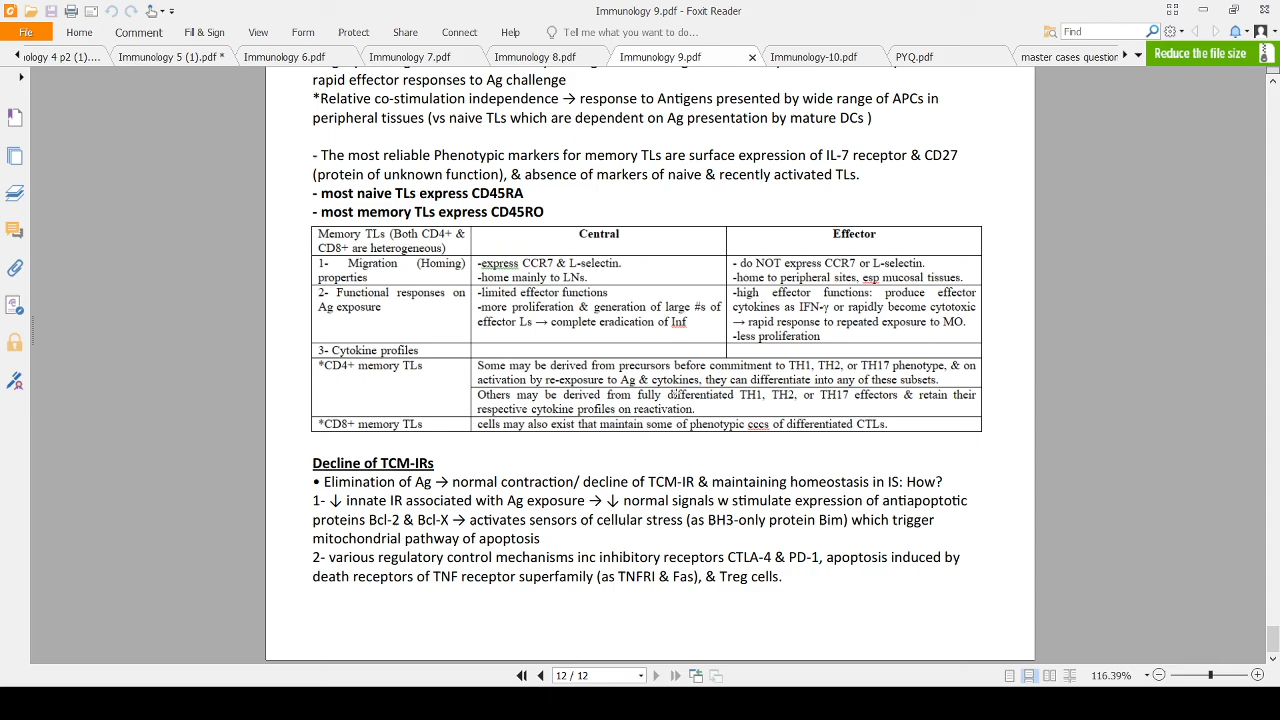 Immunology 9.pdf - Foxit Reader
File Home Comment View Form Protect Share Connect Help Tell me what you want to do... Find
Fill & Sign
ology 4 p2 (1).... Immunology 5 (1).pdf * Immunology 6.pdf Immunology 7.pdf Immunology 8.pdf Immunology 9.pdf Immunology-10.pdf PYQ.pdf master cases question Reduce the file size
rapid effector responses to Ag challenge
*Relative co-stimulation independence → response to Antigens presented by wide range of APCs in
peripheral tissues (vs naive TLs which are dependent on Ag presentation by mature DCs )
- The most reliable Phenotypic markers for memory TLs are surface expression of IL-7 receptor & CD27
(protein of unknown function), & absence of markers of naive & recently activated TLs.
- most naive TLs express CD45RA
- most memory TLs express CD45RO
Memory TLs (Both CD4+ & CD8+ are heterogeneous)
Central
Effector
1- Migration (Homing) properties
-express CCR7 & L-selectin.
-home mainly to LNs.
- do NOT express CCR7 or L-selectin.
- home to peripheral sites, esp mucosal tissues.
2- Functional responses on Ag exposure
-limited effector functions
-more proliferation & generation of large #s of
effector Ls → complete eradication of Inf
-high effector functions: produce effector
cytokines as IFN-γ or rapidly become cytotoxic
→ rapid response to repeated exposure to MO.
-less proliferation
3- Cytokine profiles
*CD4+ memory TLs
Some may be derived from precursors before commitment to TH1, TH2, or TH17 phenotype, & on
activation by re-exposure to Ag & cytokines, they can differentiate into any of these subsets.
Others may be derived from fully differentiated TH1, TH2, or TH17 effectors & retain their
respective cytokine profiles on reactivation.
*CD8+ memory TLs
cells may also exist that maintain some of phenotypic cccs of differentiated CTLs.
Decline of TCM-IRs
• Elimination of Ag → normal contraction/ decline of TCM-IR & maintaining homeostasis in IS: How?
1- ↓ innate IR associated with Ag exposure → ↓ normal signals w stimulate expression of antiapoptotic
proteins Bcl-2 & Bcl-X → activates sensors of cellular stress (as BH3-only protein Bim) which trigger
mitochondrial pathway of apoptosis
2- various regulatory control mechanisms inc inhibitory receptors CTLA-4 & PD-1, apoptosis induced by
death receptors of TNF receptor superfamily (as TNFRI & Fas), & Treg cells.
12 / 12
116.39%